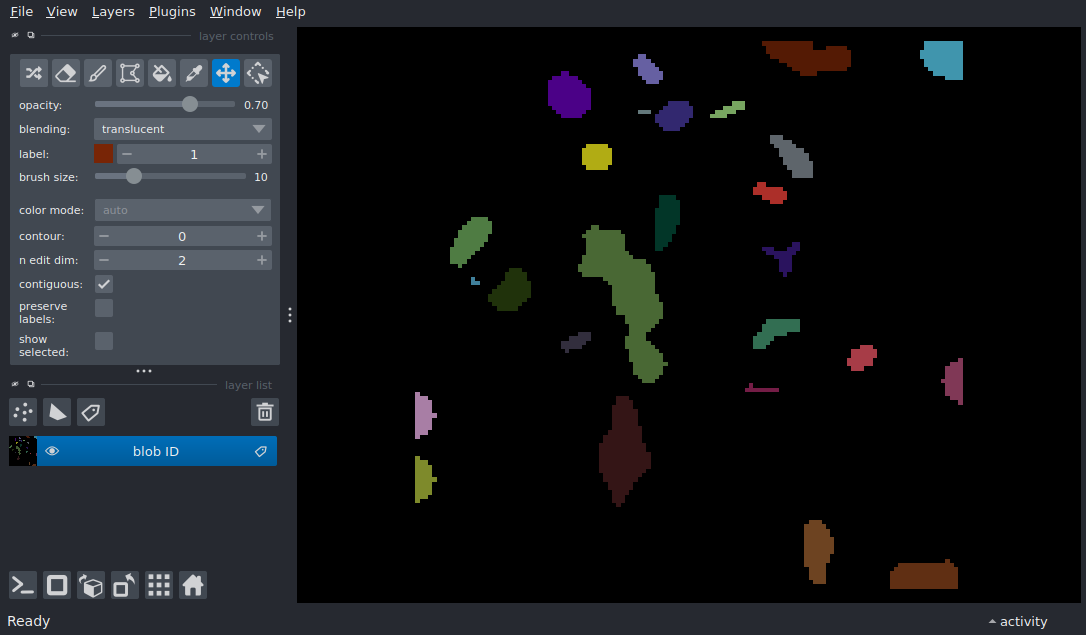 File View Layers Plugins Window Help
layer controls
opacity: 0.70
blending: translucent
label: 1
brush size: 10
color mode: auto
contour: 0
n edit dim: 2
contiguous:
preserve
labels:
show
selected:
layer list
blob ID
Ready
activity